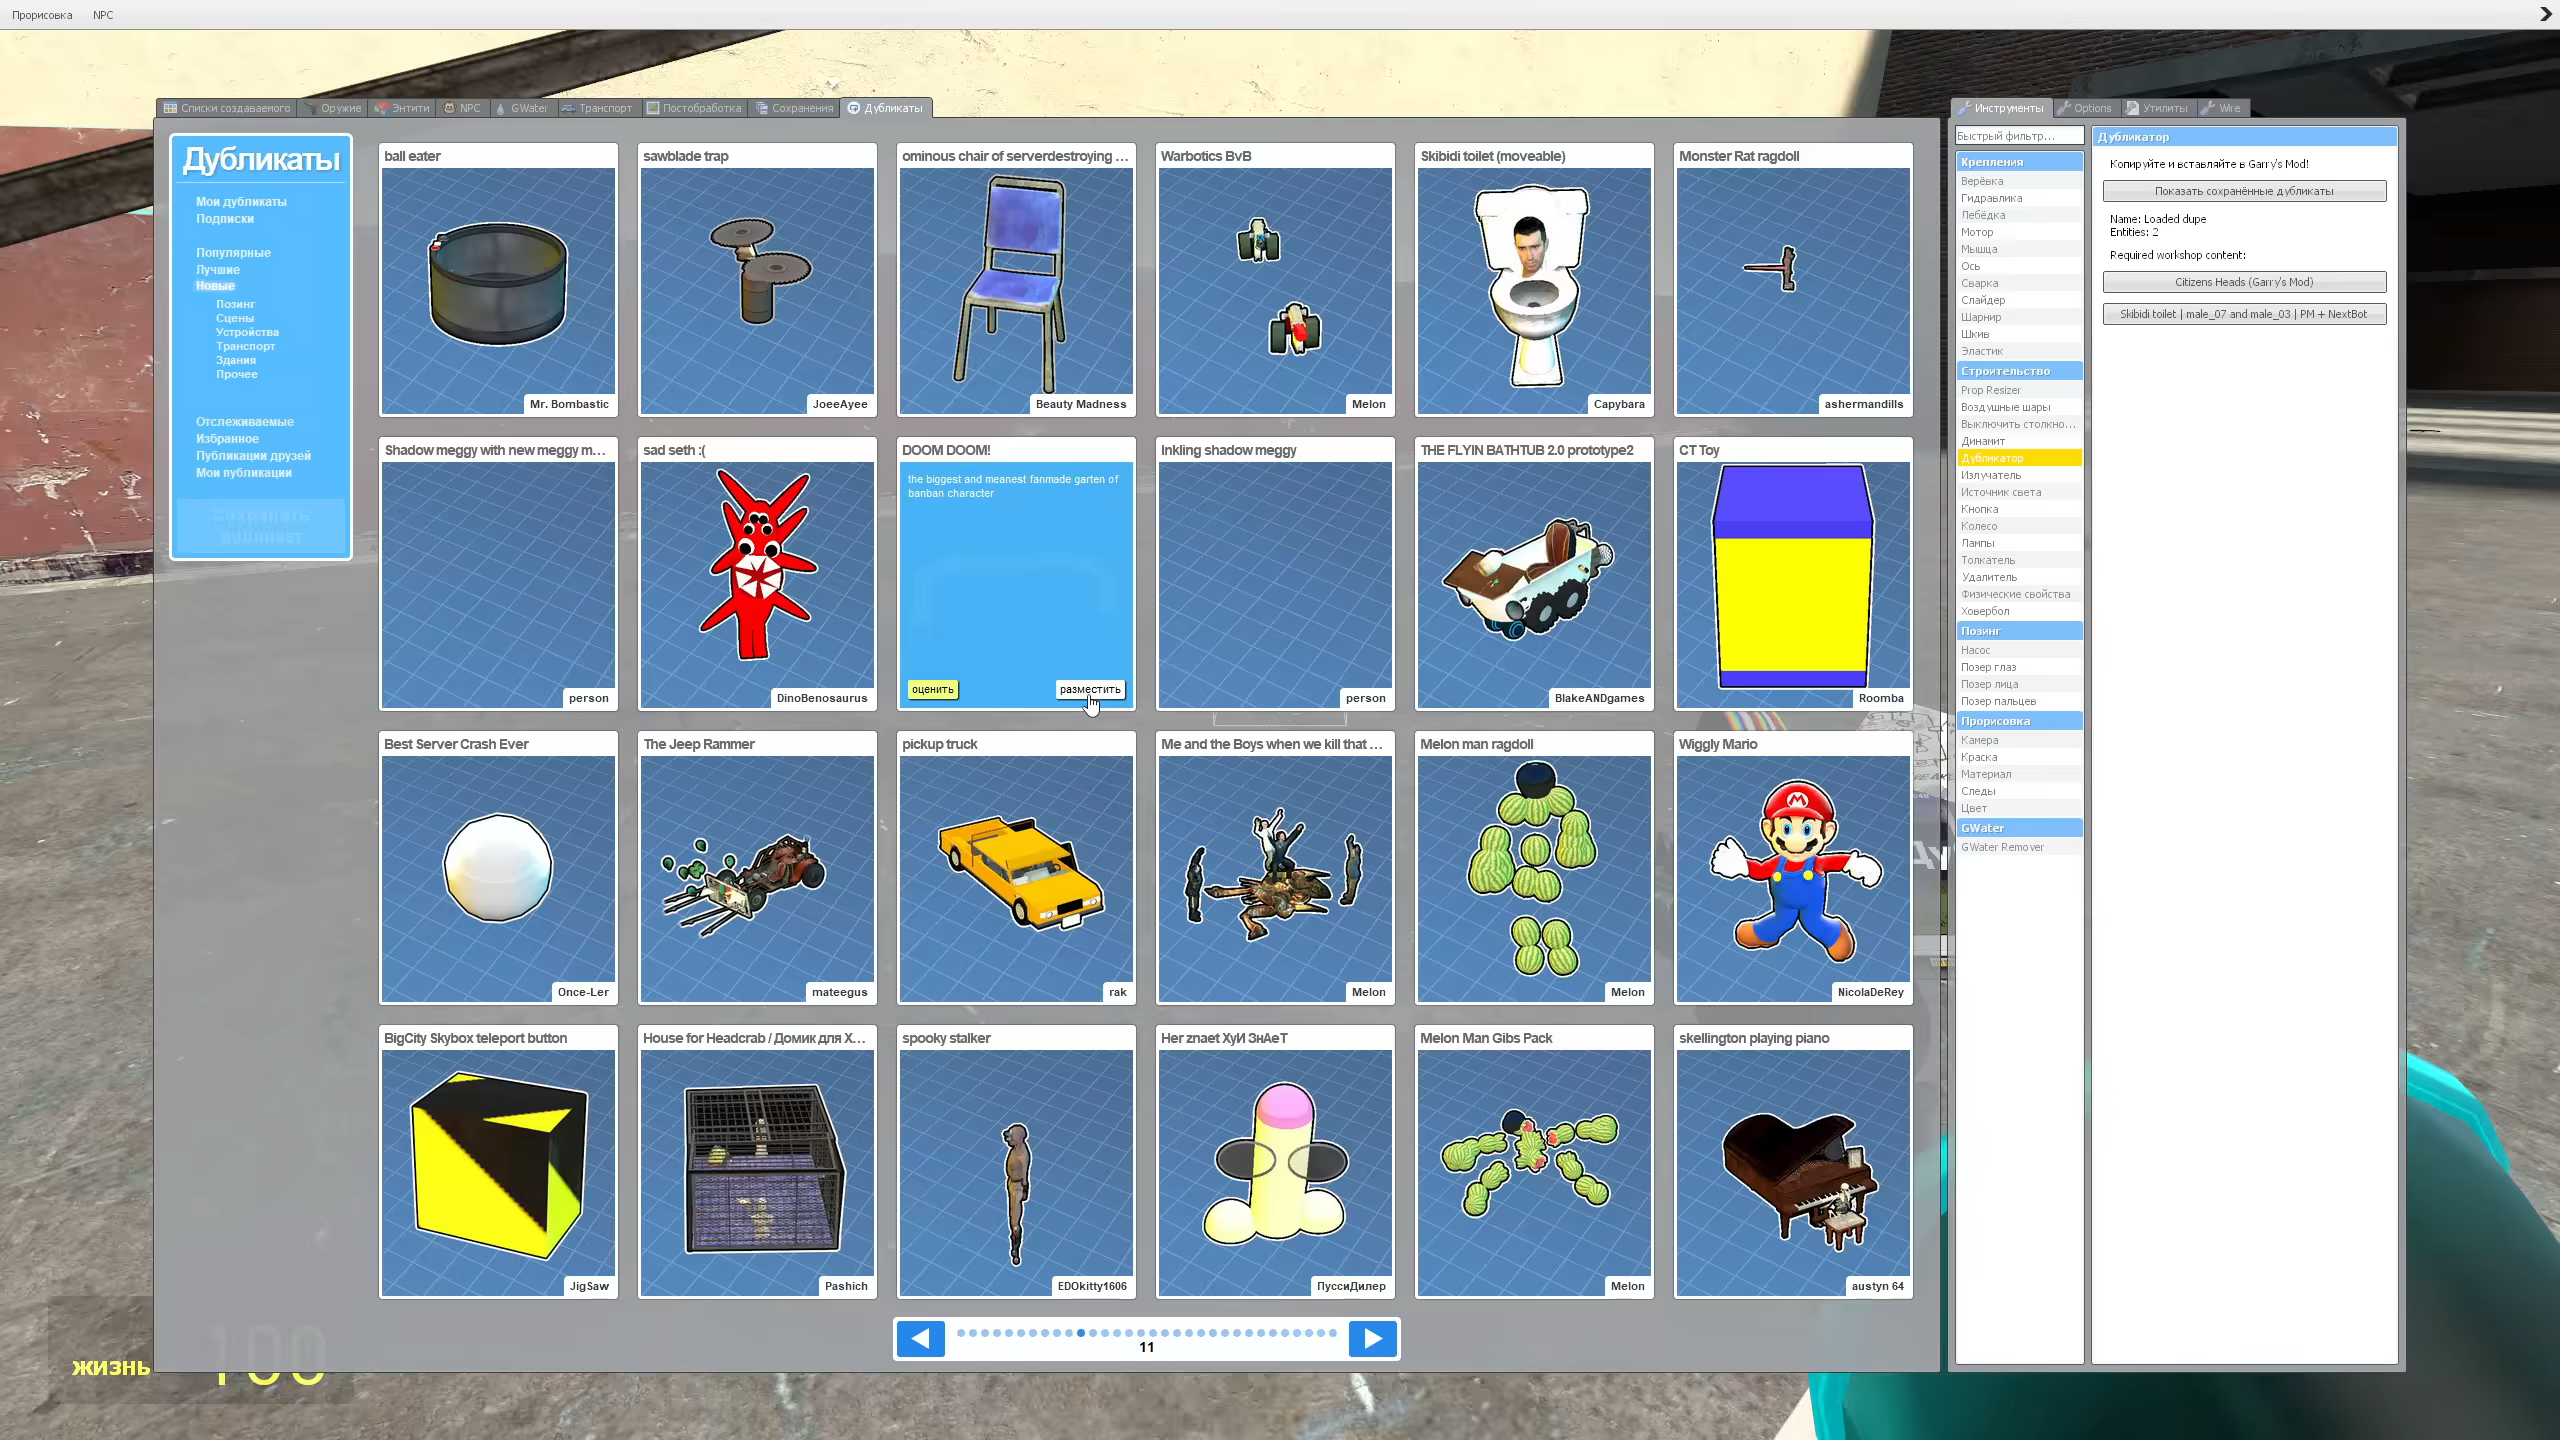 Прорисовка NPC
Списки создаваемого Оружие Энтити NPC GWater Транспорт Постобработка Сохранения Дубликаты
Дубликаты
Мои дубликаты
Подписки
Популярные
Лучшие
Новые
Позинг
Сцены
Устройства
Транспорт
Здания
Прочее
Отслеживаемые
Избранное
Публикации друзей
Мои публикации
Сохранить
дубликат
ball eater
Mr. Bombastic
sawblade trap
JoeeAyee
ominous chair of serverdestroying ...
Beauty Madness
Warbotics BvB
Melon
Skibidi toilet (moveable)
Capybara
Monster Rat ragdoll
ashermandills
Shadow meggy with new meggy m...
person
sad seth :(
DinoBenosaurus
DOOM DOOM!
the biggest and meanest fanmade garten of
banban character
оценить
разместить
Inkling shadow meggy
person
THE FLYIN BATHTUB 2.0 prototype2
BlakeANDgames
CT Toy
Roomba
Best Server Crash Ever
Once-Ler
The Jeep Rammer
mateegus
pickup truck
rak
Me and the Boys when we kill that ...
Melon
Melon man ragdoll
Melon
Wiggly Mario
NicolaDeRey
BigCity Skybox teleport button
JigSaw
House for Headcrab / Домик для Х...
Pashich
spooky stalker
EDOkitty1606
Her znaet ХуИ ЗнАеТ
ПуссиДилер
Melon Man Gibs Pack
Melon
skellington playing piano
austyn 64
11
жизнь 100
Инструменты Options Утилиты Wire
Быстрый фильтр...
Крепления
Верёвка
Гидравлика
Лебёдка
Мотор
Мышца
Ось
Сварка
Слайдер
Шарнир
Шкив
Эластик
Строительство
Prop Resizer
Воздушные шары
Выключить столкно...
Динамит
Дубликатор
Излучатель
Источник света
Кнопка
Колесо
Лампы
Толкатель
Удалитель
Физические свойства
Ховербол
Позинг
Насос
Позер глаз
Позер лица
Позер пальцев
Прорисовка
Камера
Краска
Материал
Следы
Цвет
GWater
GWater Remover
Дубликатор
Копируйте и вставляйте в Garry's Mod!
Показать сохранённые дубликаты
Name: Loaded dupe
Entities: 2
Required workshop content:
Citizens Heads (Garry's Mod)
Skibidi toilet | male_07 and male_03 | PM + NextBot